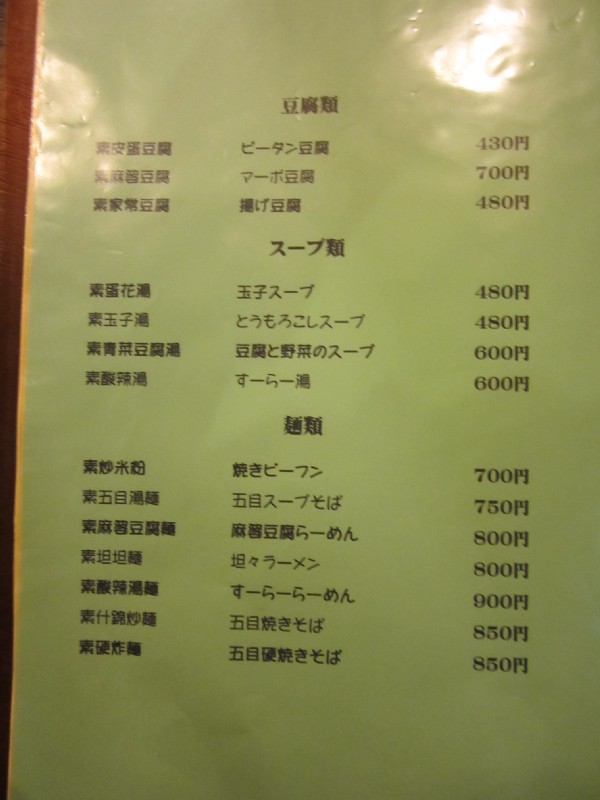 豆腐類
素皮蛋豆腐 ピータン豆腐 430円
素麻箸豆腐 マーボ豆腐 700円
素家常豆腐 揚げ豆腐 480円
スープ類
素蛋花湯 玉子スープ 480円
素玉子湯 とうもろこしスープ 480円
素青菜豆腐湯 豆腐と野菜のスープ 600円
素酸辣湯 すーらー湯 600円
麺類
素炒米粉 焼きビーフン 700円
素五目湯麺 五目スープそば 750円
素麻箸豆腐麺 麻箸豆腐らーめん 800円
素坦坦麺 坦々ラーメン 800円
素酸辣湯麺 すーらーらーめん 900円
素什錦炒麺 五目焼きそば 850円
素硬炸麺 五目硬焼きそば 850円